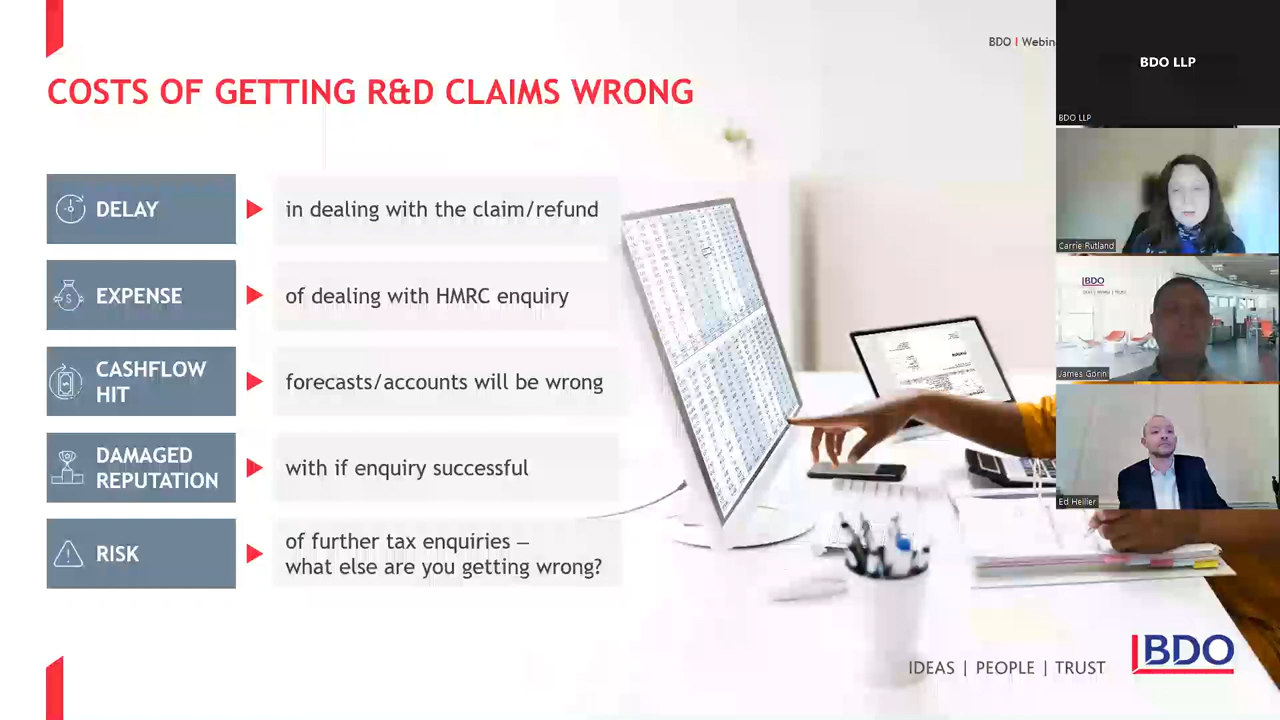 BDO | Webin
COSTS OF GETTING R&D CLAIMS WRONG
DELAY
in dealing with the claim/refund
EXPENSE
of dealing with HMRC enquiry
CASHFLOW
HIT
forecasts/accounts will be wrong
DAMAGED
REPUTATION
with if enquiry successful
RISK
of further tax enquiries –
what else are you getting wrong?
IDEAS | PEOPLE | TRUST
BDO
BDO LLP
BDO LLP
Carrie Rutland
BDO
James Gorin
Ed Hellier